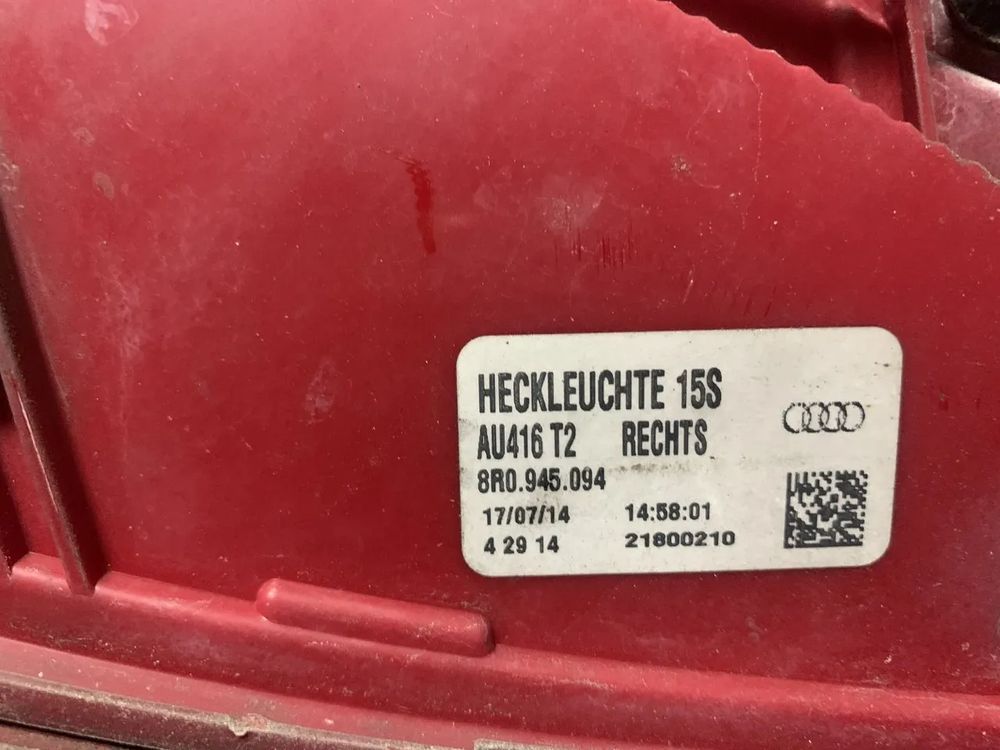 HECKLEUCHTE 15S
AU416 T2 RECHTS
8R0.945.094
17/07/14 14:58:01
4 29 14 21800210